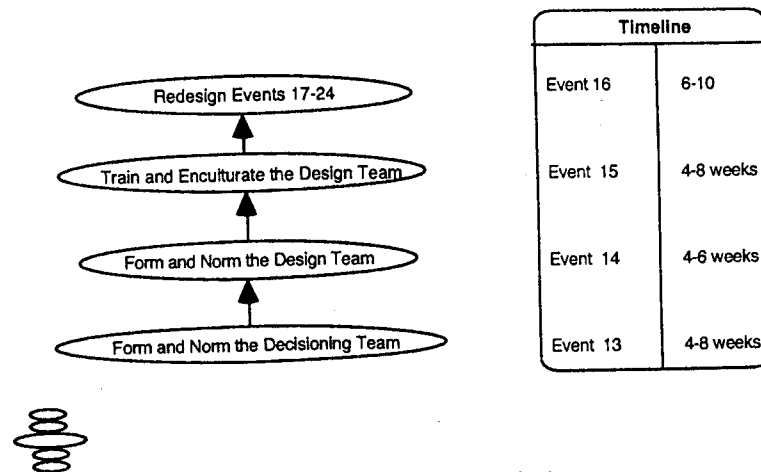 Redesign Events 17-24
Train and Enculturate the Design Team
Form and Norm the Design Team
Form and Norm the Decisioning Team
Timeline
Event 16 6-10
Event 15 4-8 weeks
Event 14 4-6 weeks
Event 13 4-8 weeks